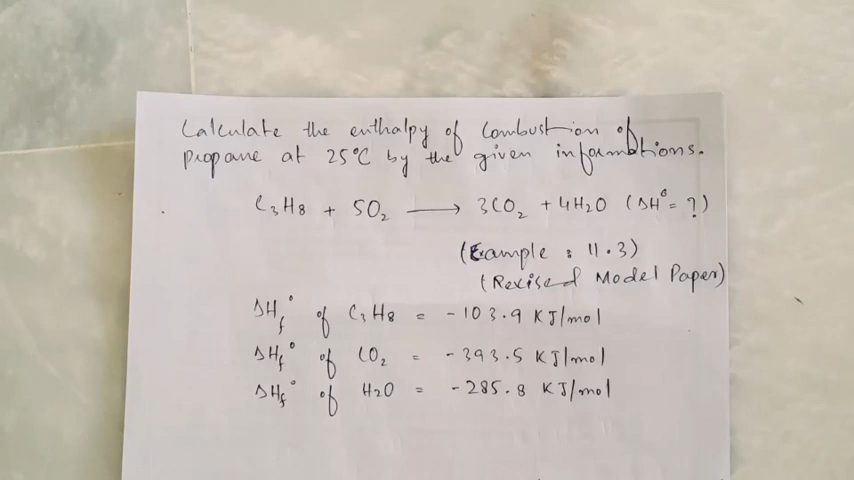 Calculate the enthalpy of Combustion of
propane at 25°C by the given informations.
C₃H₈ + 5O₂ ⟶ 3CO₂ + 4H₂O (ΔH° = ?)
(Example : 11.3)
(Revised Model Paper)
ΔHf° of C₃H₈ = -103.9 KJ/mol
ΔHf° of CO₂ = -393.5 KJ/mol
ΔHf° of H₂O = -285.8 KJ/mol